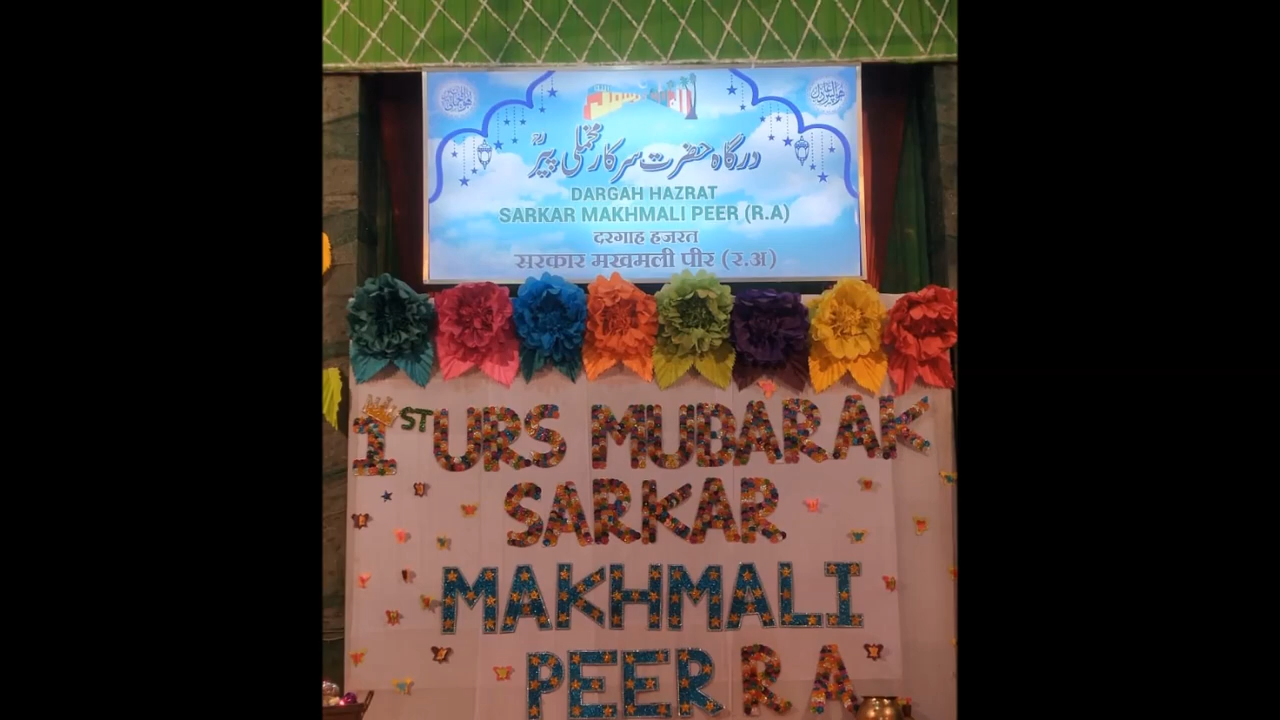 درگاہ حضرت سرکار مخملی پیرؒ
DARGAH HAZRAT
SARKAR MAKHMALI PEER (R.A)
दरगाह हजरत
सरकार मखमली पीर (र.अ)
1ST URS MUBARAK
SARKAR
MAKHMALI
PEER R A